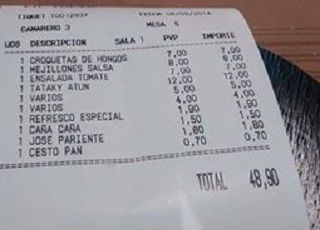 TIQUET FECHA
CAMARERO 3 MESA 6
UDS DESCRIPCION SALA 1 PVP IMPORTE
1 CROQUETAS DE HONGOS 7,00 7,00
1 MEJILLONES SALSA 8,00 8,00
1 ENSALADA TOMATE 7,00 7,00
1 TATAKY ATUN 12,00 12,00
1 VARIOS 5,00 5,00
1 VARIOS 4,00 4,00
1 REFRESCO ESPECIAL 1,90 1,90
1 CAÑA CAÑA 1,50 1,50
1 JOSE PARIENTE 1,80 1,80
1 CESTO PAN 0,70 0,70
TOTAL 48,90